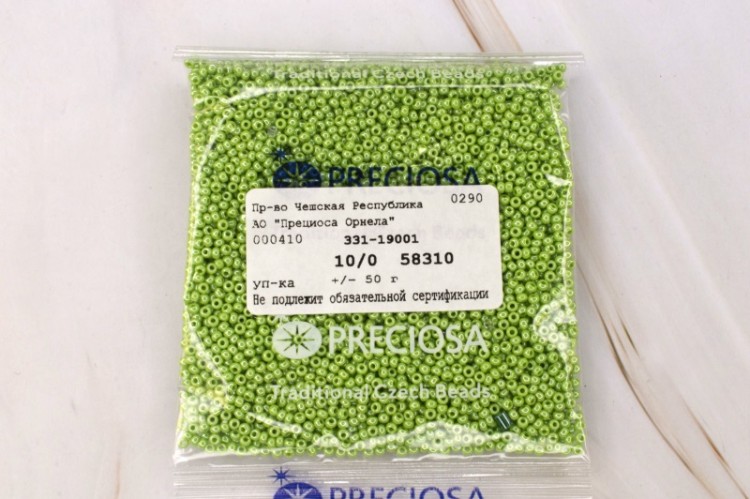 Traditional Czech Beads
PRECIOSA
Пр-во Чешская Республика 0290
АО "Прециоса Орнела"
000410 331-19001
10/0 58310
уп-ка +/- 50 г
Не подлежит обязательной сертификации
PRECIOSA
Traditional Czech Beads
PRECIOSA